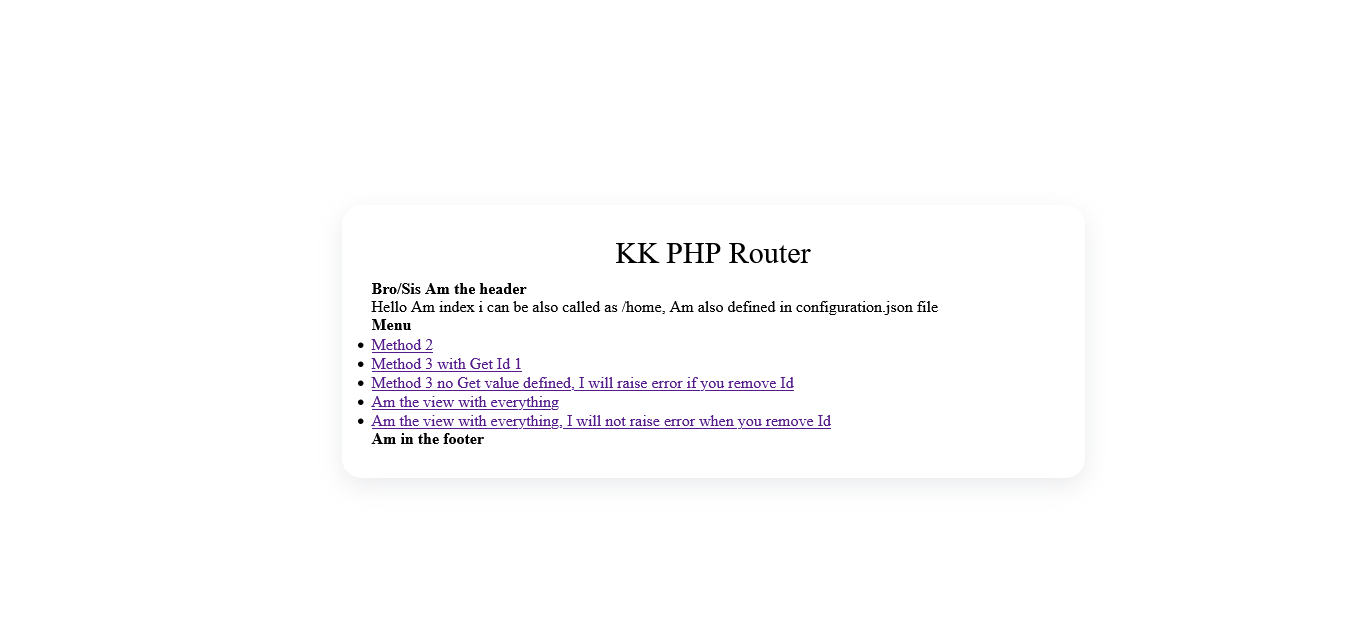 KK PHP Router
Bro/Sis Am the header
Hello Am index i can be also called as /home, Am also defined in configuration.json file
Menu
Method 2
Method 3 with Get Id 1
Method 3 no Get value defined, I will raise error if you remove Id
Am the view with everything
Am the view with everything, I will not raise error when you remove Id
Am in the footer